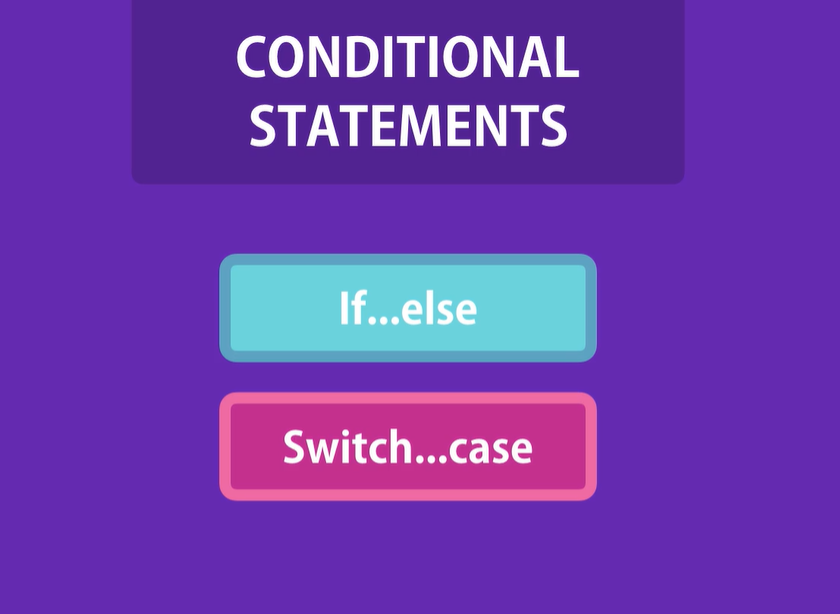 CONDITIONAL
STATEMENTS
If...else
Switch...case